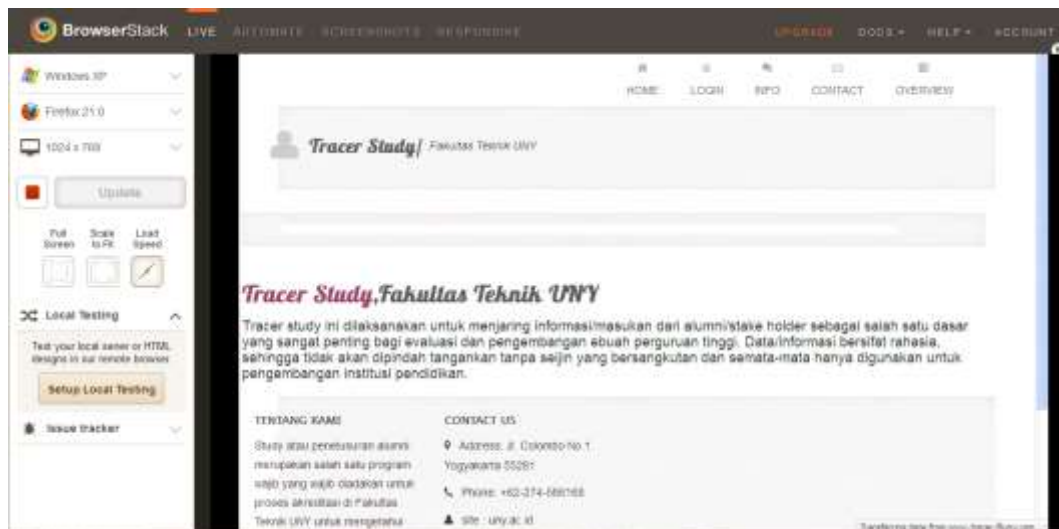 BrowserStack LIVE AUTOMATE SCREENSHOTS RESPONSIVE UPGRADE DOCS HELP ACCOUNT
Windows XP
Firefox 21.0
1024 x 768
Update
Full Screen
Scale to Fit
Load Speed
Local Testing
Test your local server or HTML
designs in our remote browser
Setup Local Testing
Issue tracker
HOME LOGIN INFO CONTACT OVERVIEW
Tracer Study/ Fakultas Teknik UNY
Tracer Study,Fakultas Teknik UNY
Tracer study ini dilaksanakan untuk menjaring informasi/masukan dari alumni/stake holder sebagai salah satu dasar
yang sangat penting bagi evaluasi dan pengembangan ebuah perguruan tinggi. Data/informasi bersifat rahasia,
sehingga tidak akan dipindah tangankan tanpa seijin yang bersangkutan dan semata-mata hanya digunakan untuk
pengembangan institusi pendidikan.
TENTANG KAMI
Study atau penelusuran alumni
merupakan salah satu program
wajib yang wajib diadakan untuk
proses akreditasi di Fakultas
Teknik UNY untuk mengetahui
CONTACT US
Address: Jl. Colombo No.1
Yogyakarta 55281
Phone: +62-274-586168
site : uny.ac.id